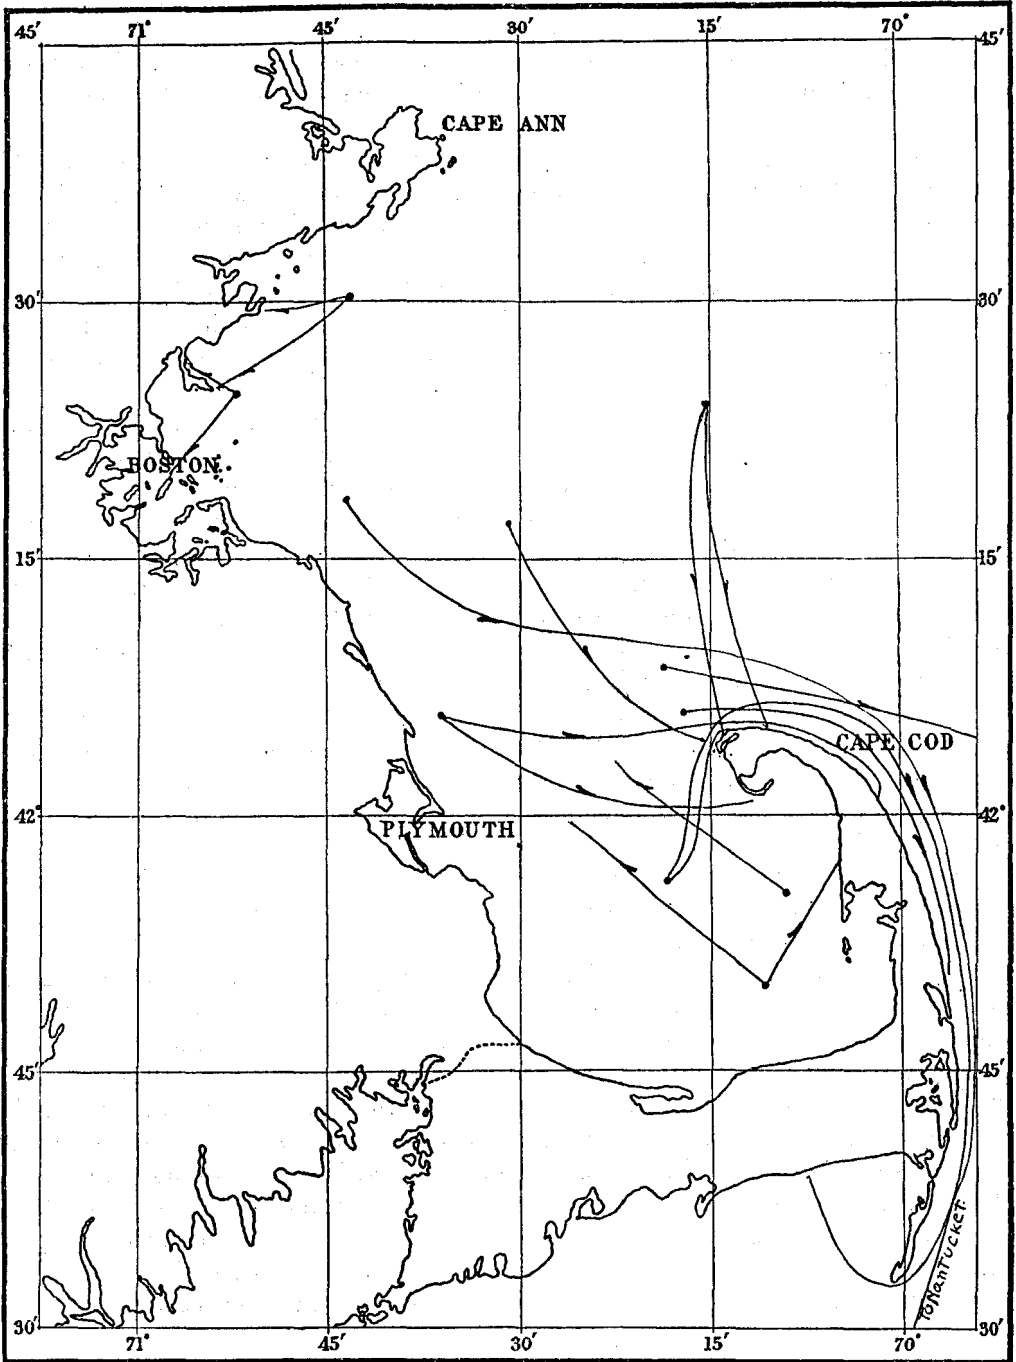 45′ 71° 45′ 30′ 15′ 70° 45′
CAPE ANN
30′ 30′
BOSTON
15′ 15′
CAPE COD
42° 42°
PLYMOUTH
45′ 45′
TO NANTUCKET.
30′ 30′
71° 45′ 30′ 15′ 70°